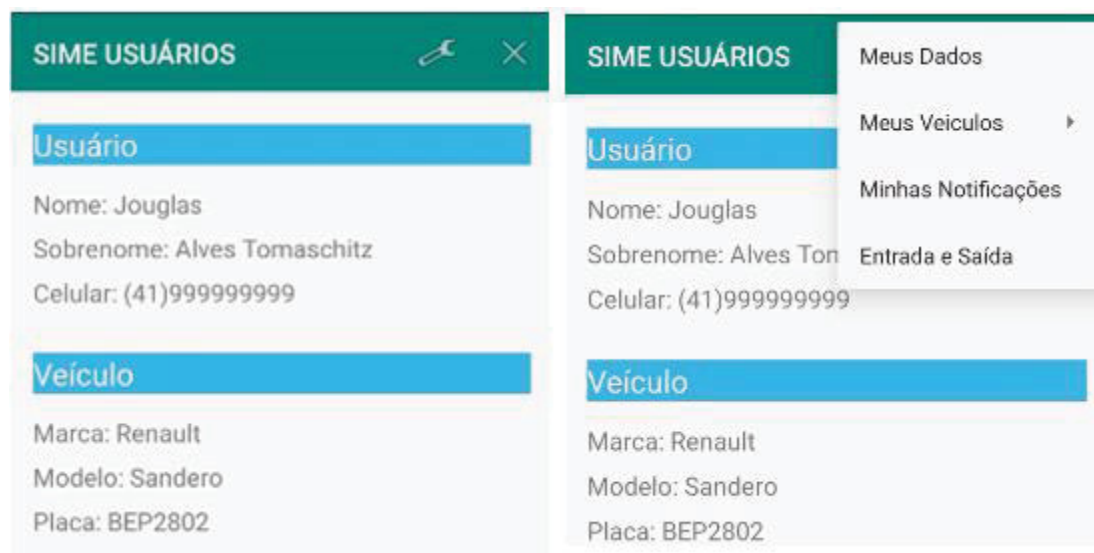 SIME USUÁRIOS
Usuário
Nome: Jouglas
Sobrenome: Alves Tomaschitz
Celular: (41)999999999
Veículo
Marca: Renault
Modelo: Sandero
Placa: BEP2802
SIME USUÁRIOS
Meus Dados
Meus Veiculos
Minhas Notificações
Entrada e Saída
Usuário
Nome: Jouglas
Sobrenome: Alves Tom
Celular: (41)999999999
Veículo
Marca: Renault
Modelo: Sandero
Placa: BEP2802